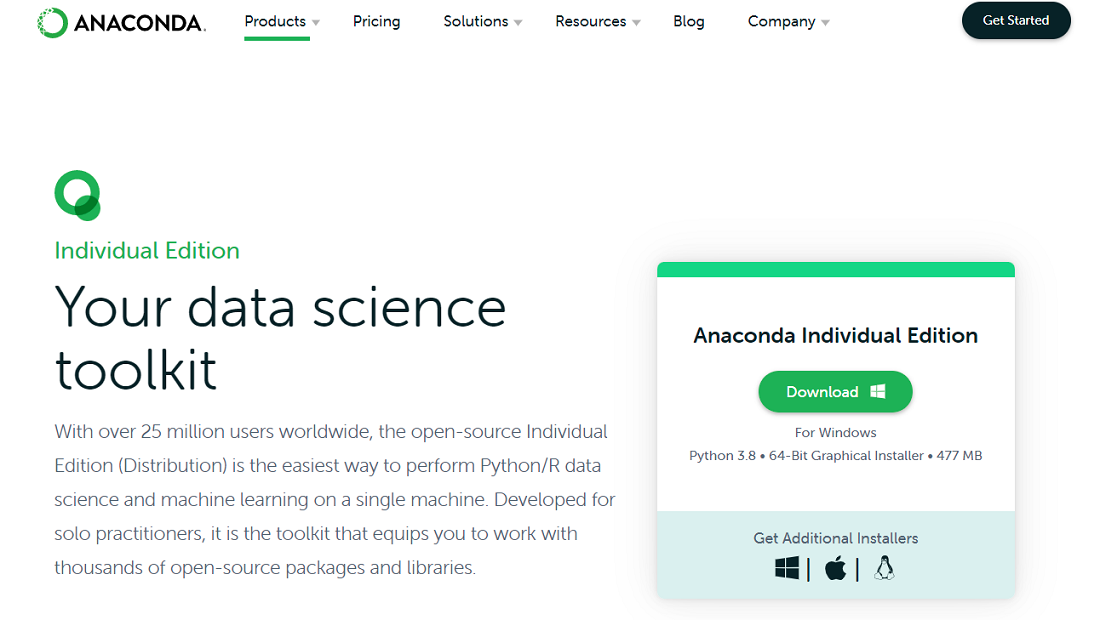 ANACONDA.
Products
Pricing
Solutions
Resources
Blog
Company
Get Started
Individual Edition
Your data science
toolkit
With over 25 million users worldwide, the open-source Individual
Edition (Distribution) is the easiest way to perform Python/R data
science and machine learning on a single machine. Developed for
solo practitioners, it is the toolkit that equips you to work with
thousands of open-source packages and libraries.
Anaconda Individual Edition
Download
For Windows
Python 3.8 • 64-Bit Graphical Installer • 477 MB
Get Additional Installers